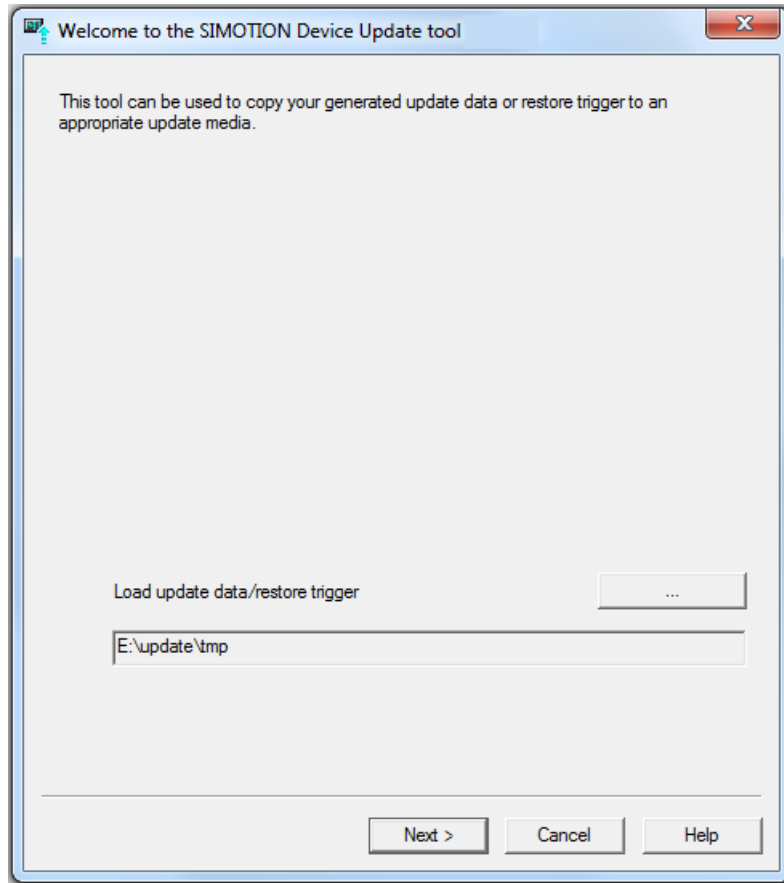 Welcome to the SIMOTION Device Update tool
This tool can be used to copy your generated update data or restore trigger to an
appropriate update media.
Load update data/restore trigger
...
E:\update\tmp
Next >
Cancel
Help